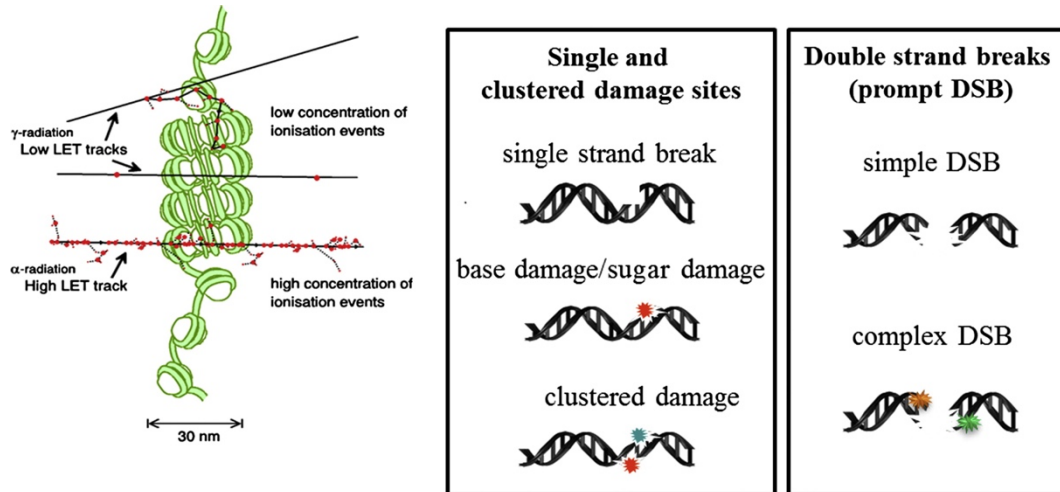 γ-radiation
Low LET tracks
low concentration of
ionisation events
α-radiation
High LET track
high concentration of
ionisation events
30 nm
Single and
clustered damage sites
single strand break
base damage/sugar damage
clustered damage
Double strand breaks
(prompt DSB)
simple DSB
complex DSB